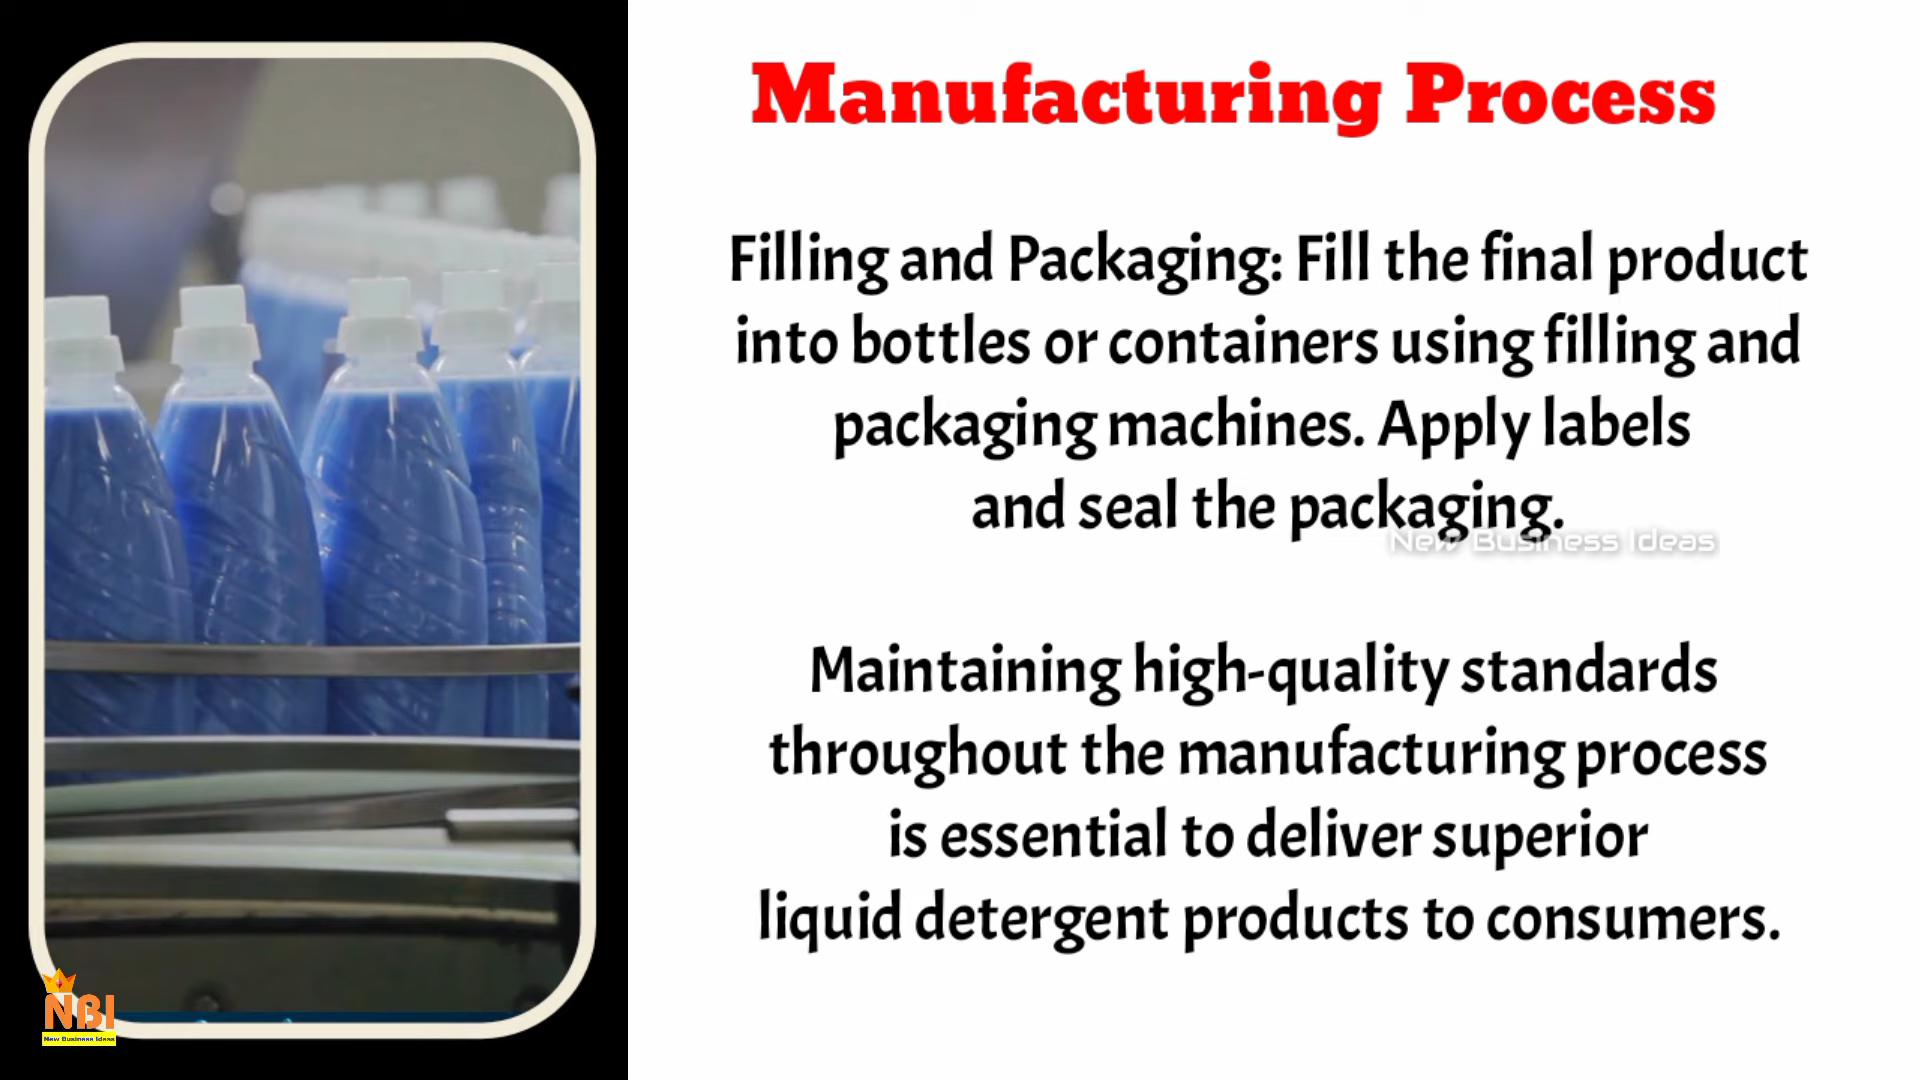 Manufacturing Process
Filling and Packaging: Fill the final product
into bottles or containers using filling and
packaging machines. Apply labels
and seal the packaging.
New Business Ideas
Maintaining high-quality standards
throughout the manufacturing process
is essential to deliver superior
liquid detergent products to consumers.
NBI
New Business Ideas